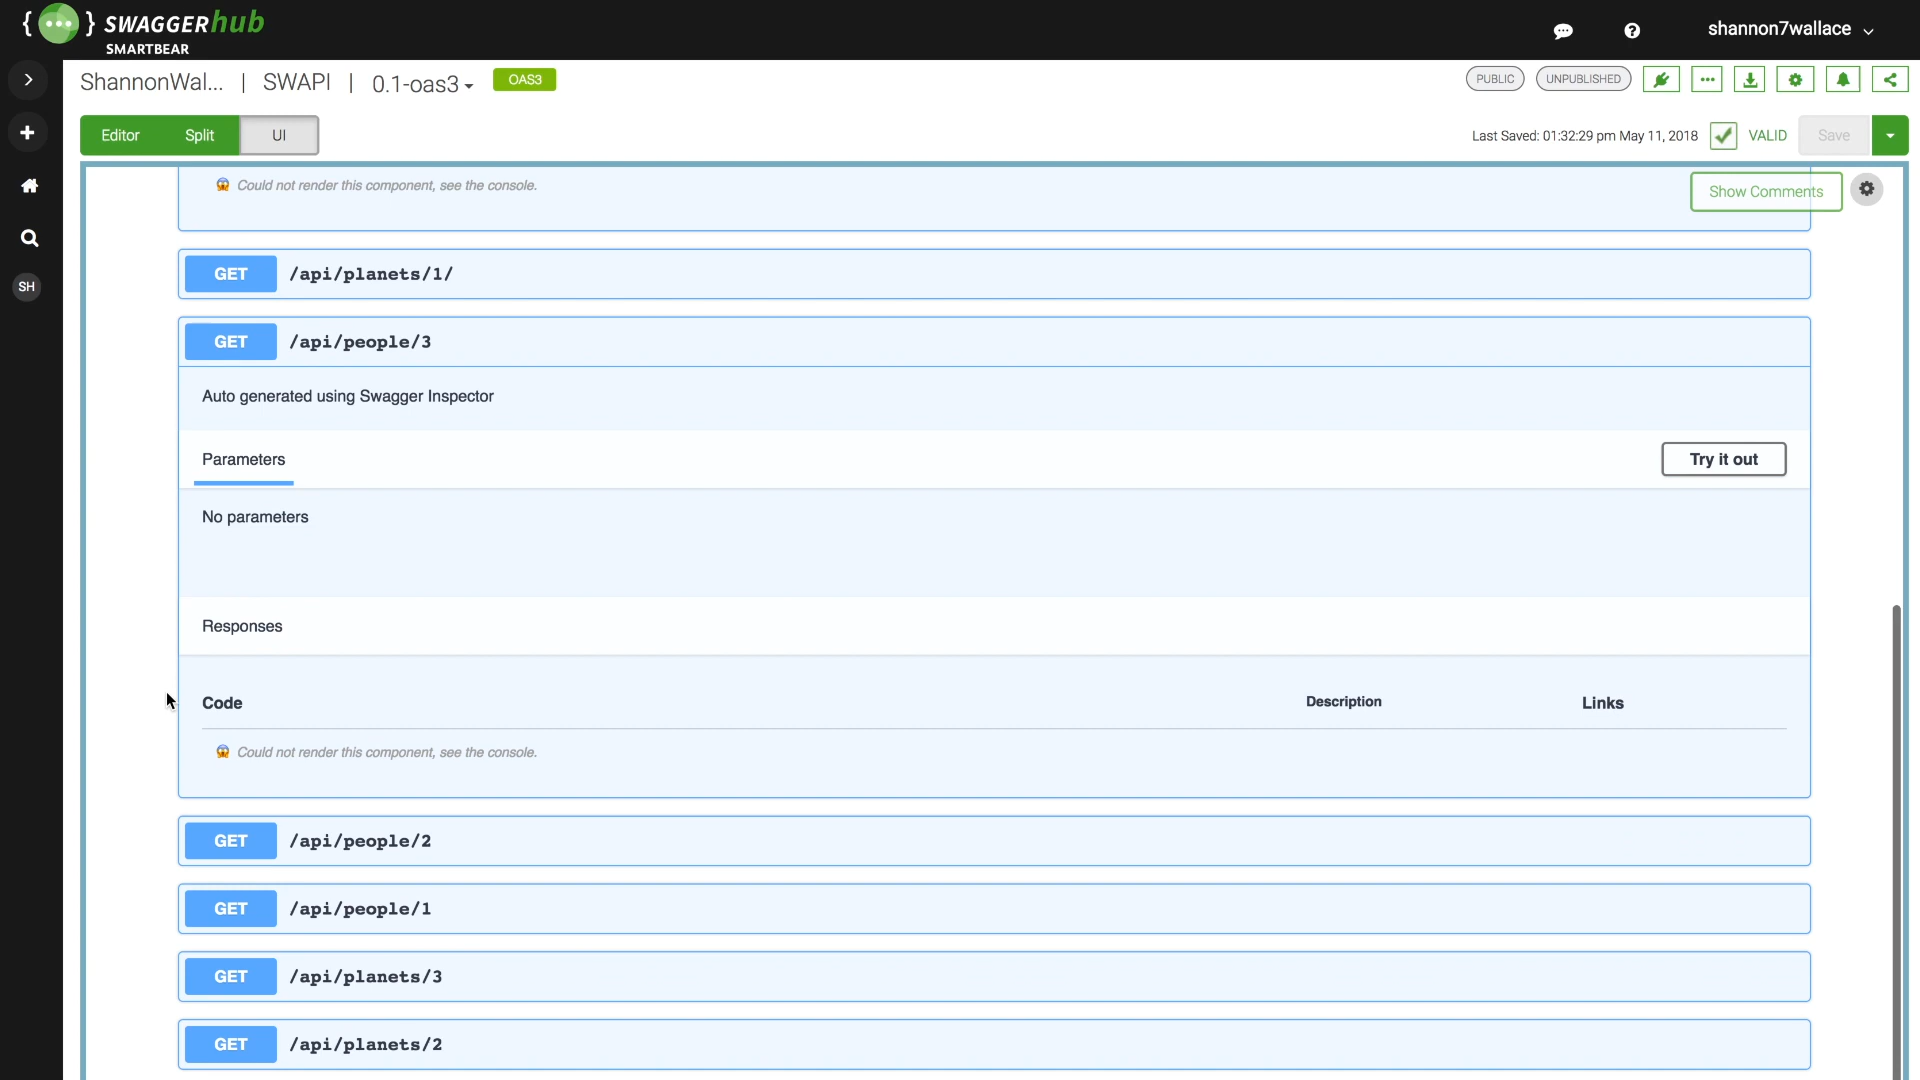 {...} SWAGGERhub
SMARTBEAR
shannon7wallace
ShannonWal... | SWAPI | 0.1-oas3 OAS3
PUBLIC UNPUBLISHED
Editor Split UI
Last Saved: 01:32:29 pm May 11, 2018 VALID Save
SH
Could not render this component, see the console.
Show Comments
GET /api/planets/1/
GET /api/people/3
Auto generated using Swagger Inspector
Parameters
Try it out
No parameters
Responses
Code Description Links
Could not render this component, see the console.
GET /api/people/2
GET /api/people/1
GET /api/planets/3
GET /api/planets/2